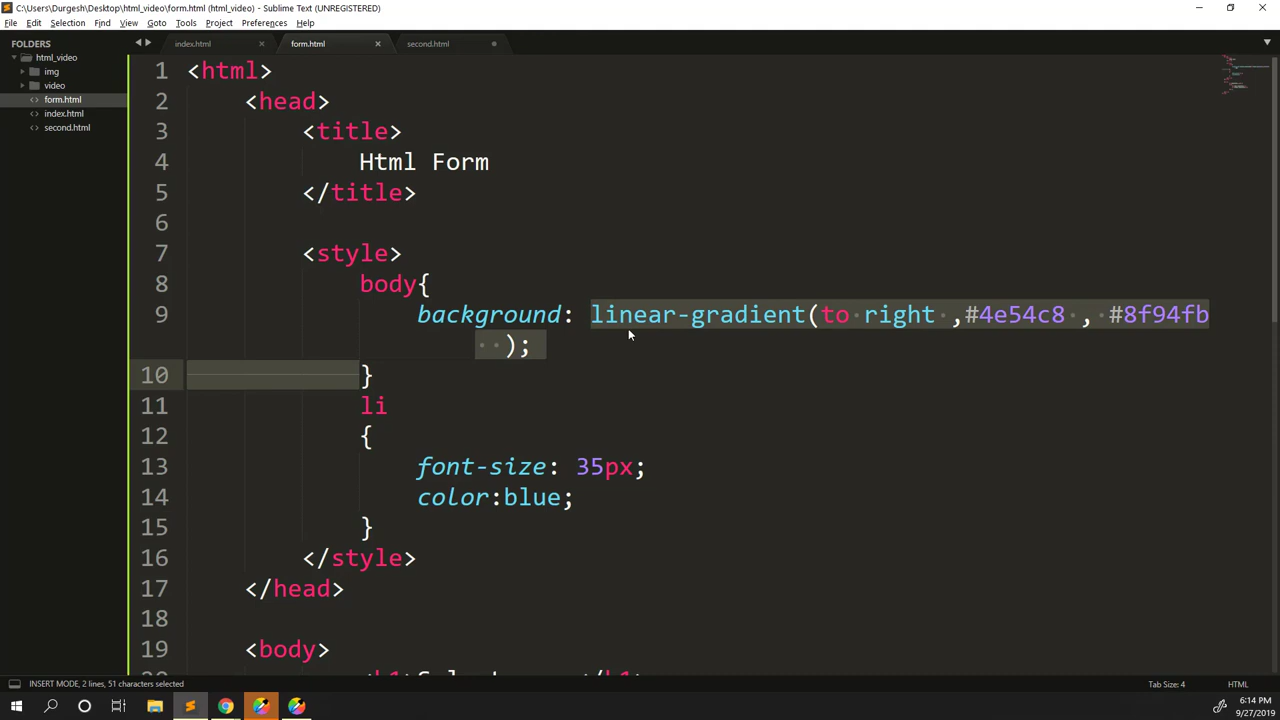 C:\Users\Durgesh\Desktop\html_video\form.html (html_video) - Sublime Text (UNREGISTERED)
File Edit Selection Find View Goto Tools Project Preferences Help
FOLDERS
html_video
img
video
form.html
index.html
second.html
index.html form.html second.html
1 <html>
2 <head>
3 <title>
4 Html Form
5 </title>
6
7 <style>
8 body{
9 background: linear-gradient(to right ,#4e54c8 , #8f94fb
);
10 }
11 li
12 {
13 font-size: 35px;
14 color:blue;
15 }
16 </style>
17 </head>
18
19 <body>
INSERT MODE, 2 lines, 51 characters selected
Tab Size: 4 HTML
6:14 PM
9/27/2019